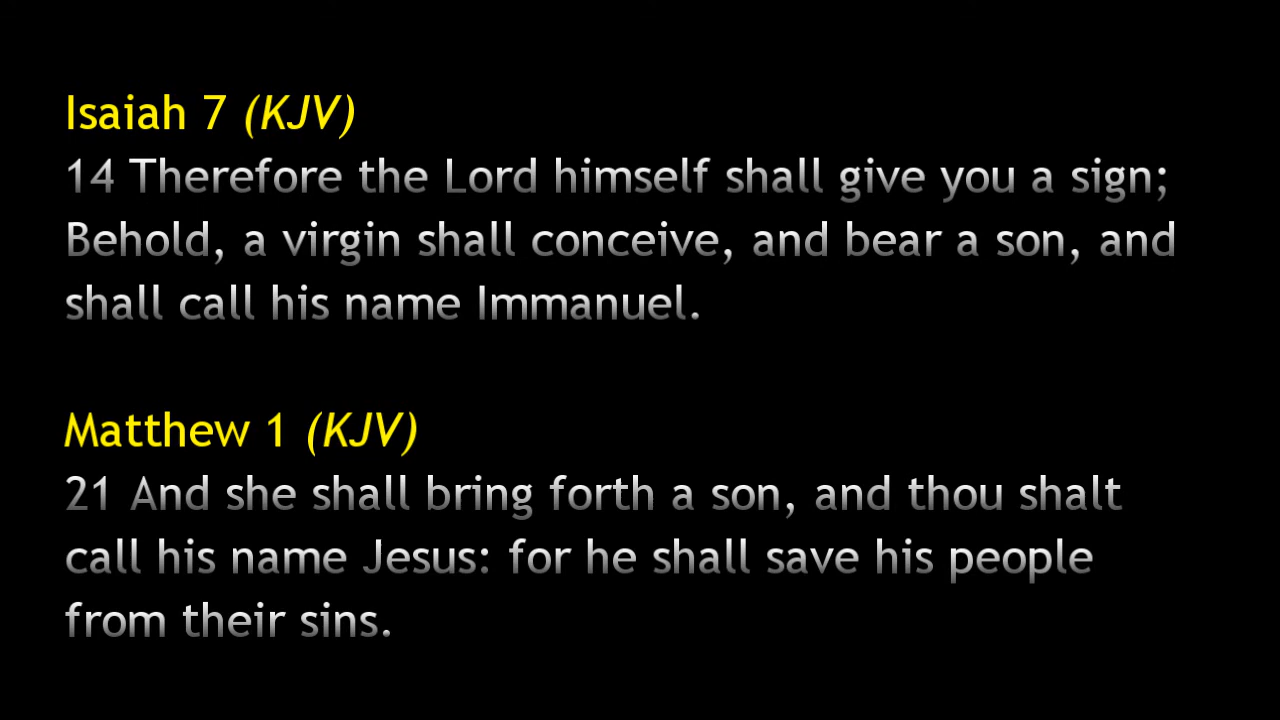 Isaiah 7 (KJV)
14 Therefore the Lord himself shall give you a sign;
Behold, a virgin shall conceive, and bear a son, and
shall call his name Immanuel.
Matthew 1 (KJV)
21 And she shall bring forth a son, and thou shalt
call his name Jesus: for he shall save his people
from their sins.